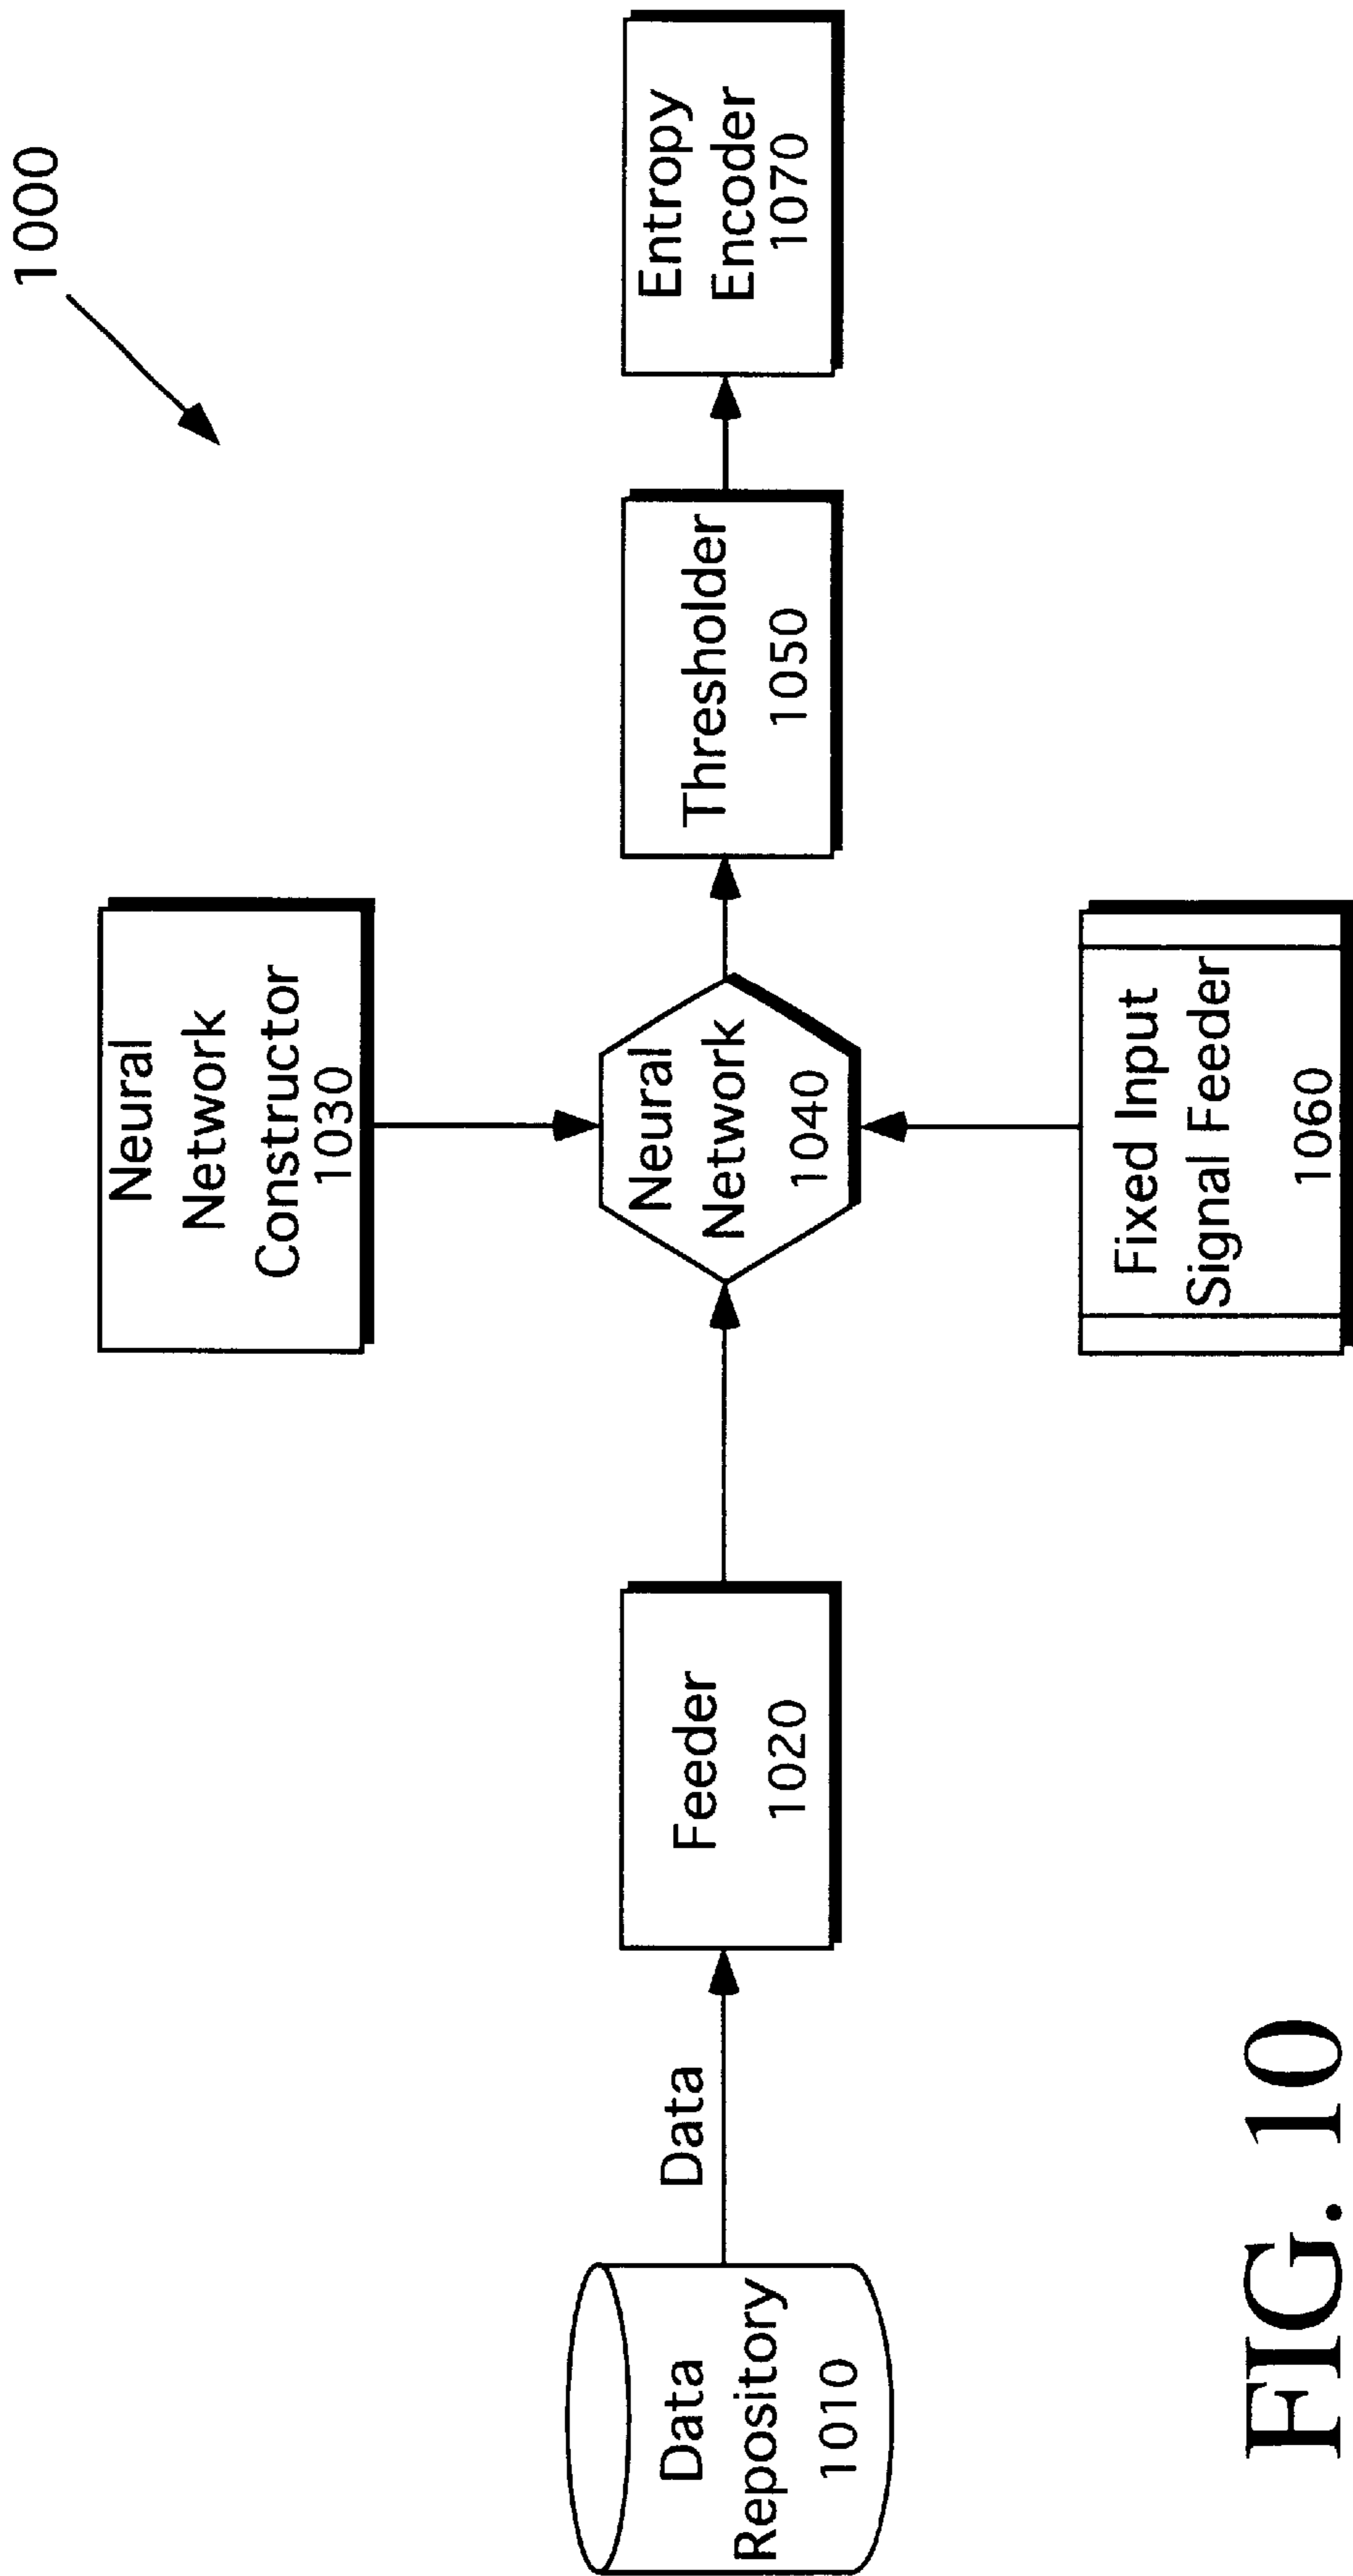 1000
Neural
Network
Constructor
1030
Data
Repository
1010
Data
Feeder
1020
Neural
Network
1040
Thresholder
1050
Entropy
Encoder
1070
Fixed Input
Signal Feeder
1060
FIG. 10